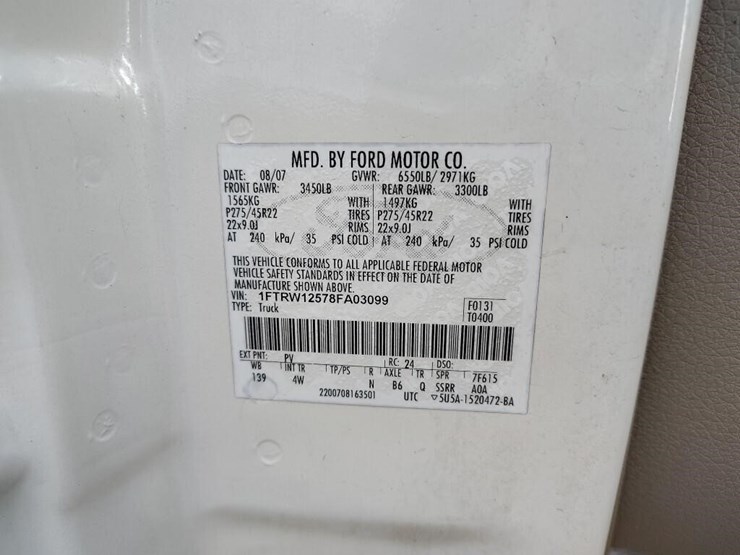 MFD. BY FORD MOTOR CO.
DATE: 08/07 GVWR: 6550LB/ 2971KG
FRONT GAWR: 3450LB REAR GAWR: 3300LB
1565KG WITH 1497KG WITH
P275/45R22 TIRES P275/45R22 TIRES
22x9.0J RIMS 22x9.0J RIMS
AT 240 kPa/ 35 PSI COLD AT 240 kPa/ 35 PSI COLD
THIS VEHICLE CONFORMS TO ALL APPLICABLE FEDERAL MOTOR
VEHICLE SAFETY STANDARDS IN EFFECT ON THE DATE OF
MANUFACTURE SHOWN ABOVE.
VIN: 1FTRW12578FA03099 F0131
TYPE: Truck T0400
EXT PNT: PV RC: 24 DSO:
WB INT TR TP/PS R AXLE TR SPR 7F615
139 4W N B6 Q SSRR AOA
2200708163501 UTC ▽5U5A-1520472-BA